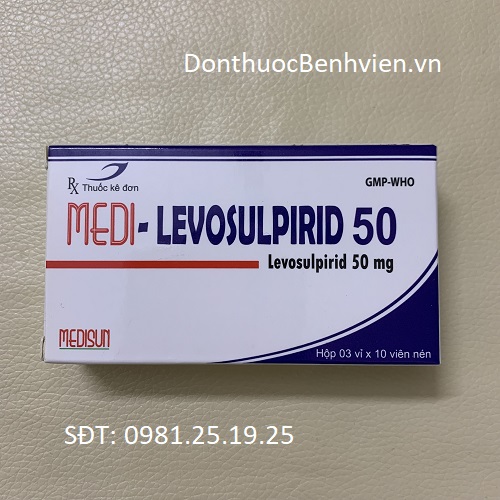 DonthuocBenhvien.vn
Rx Thuốc kê đơn
GMP-WHO
MEDI-LEVOSULPIRID 50
Levosulpirid 50 mg
MEDISUN
Hộp 03 vỉ x 10 viên nén
SĐT: 0981.25.19.25